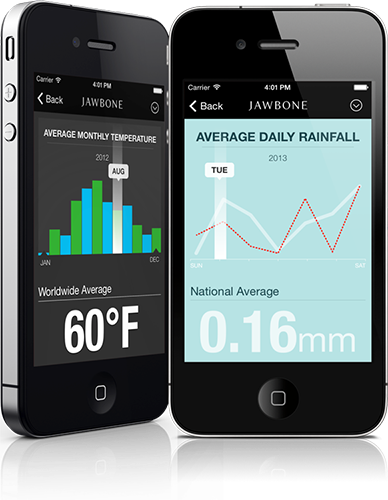 Carrier
4:01 PM
Back
JAWBONE
AVERAGE MONTHLY TEMPERATURE
2012
AUG
JAN
DEC
Worldwide Average
60°F
Carrier
4:01 PM
Back
JAWBONE
AVERAGE DAILY RAINFALL
2013
TUE
SUN
SAT
National Average
0.16mm